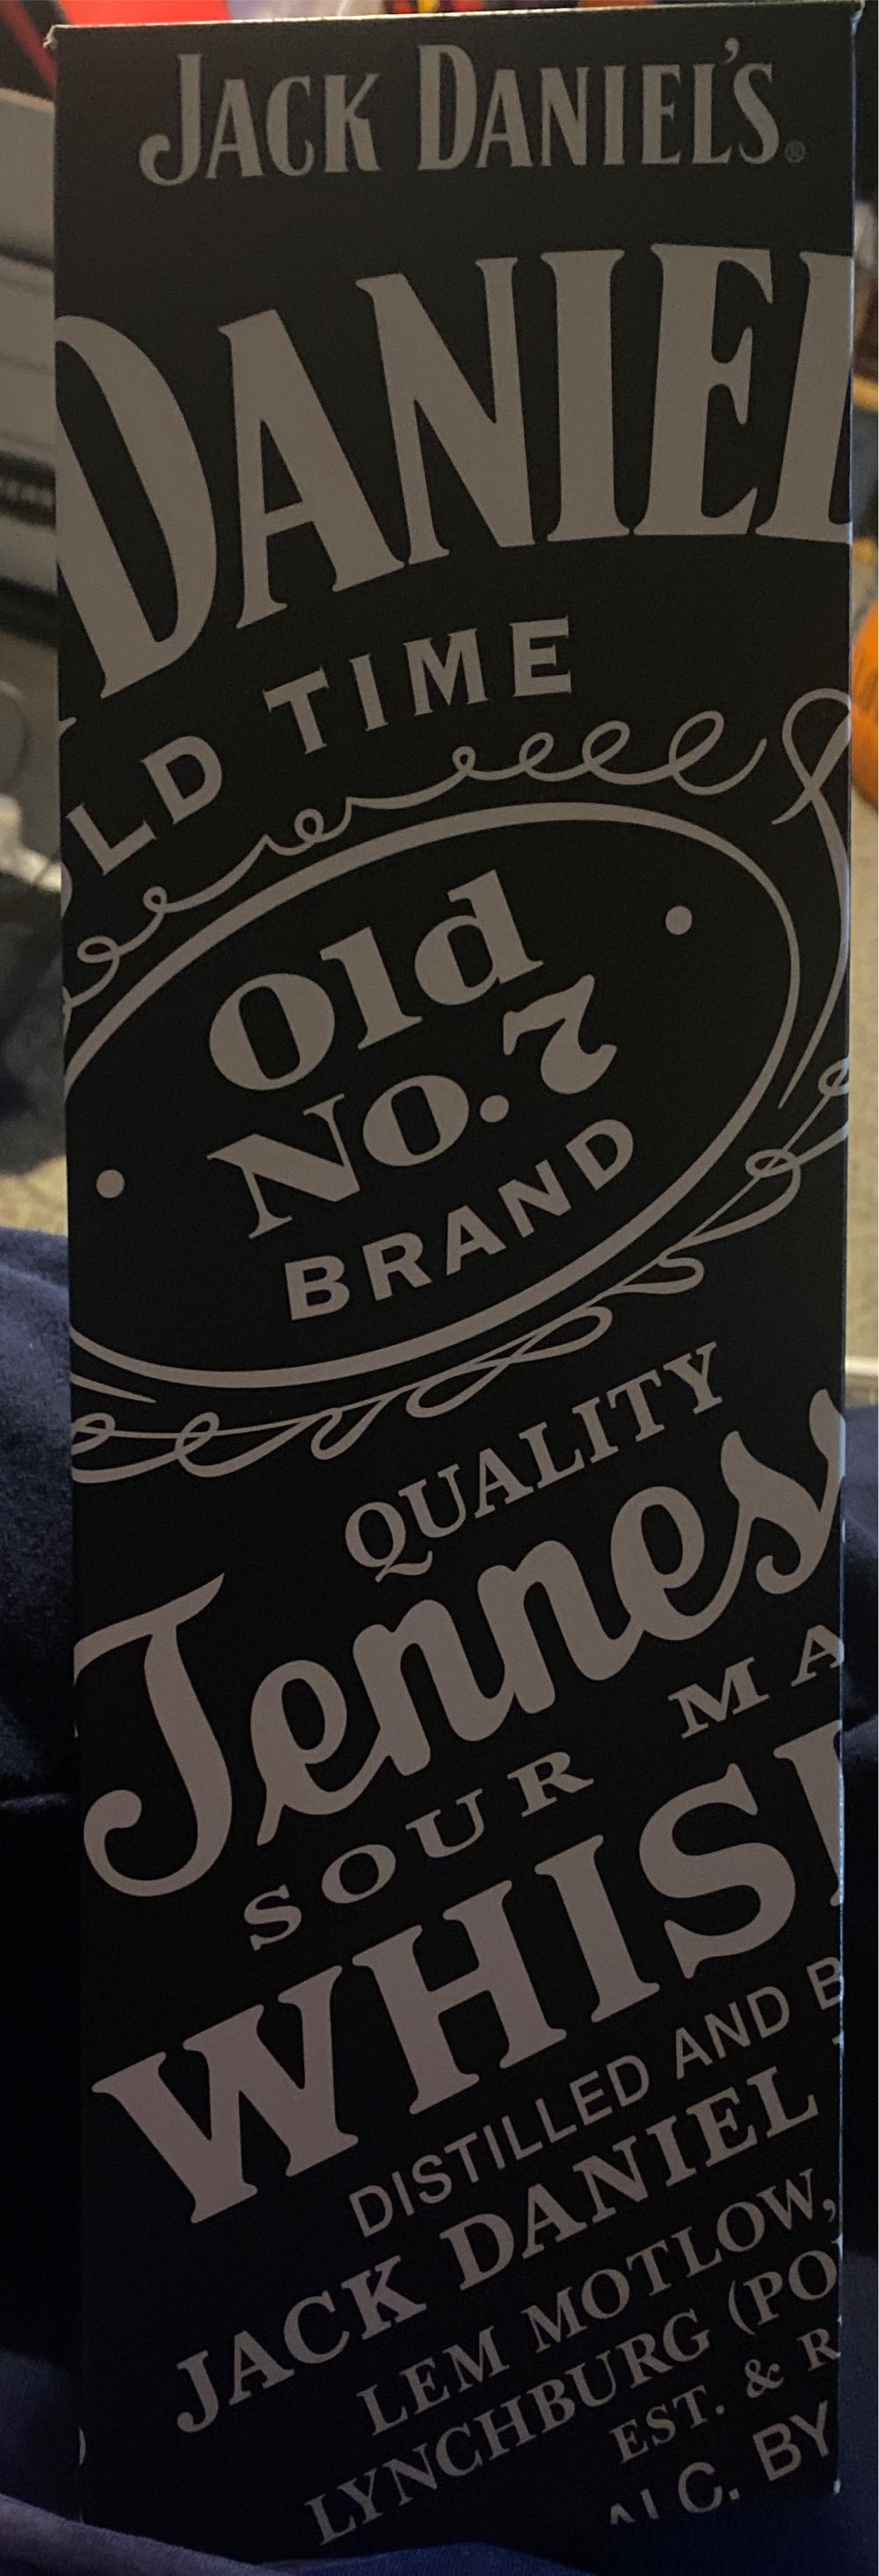 JACK DANIEL'S®
DANIEL
LD TIME
Old
No.7
BRAND
QUALITY
Tennes
SOUR MA
WHIS
DISTILLED AND B
JACK DANIEL
LEM MOTLOW,
LYNCHBURG (PO
EST. & R
ALC. BY